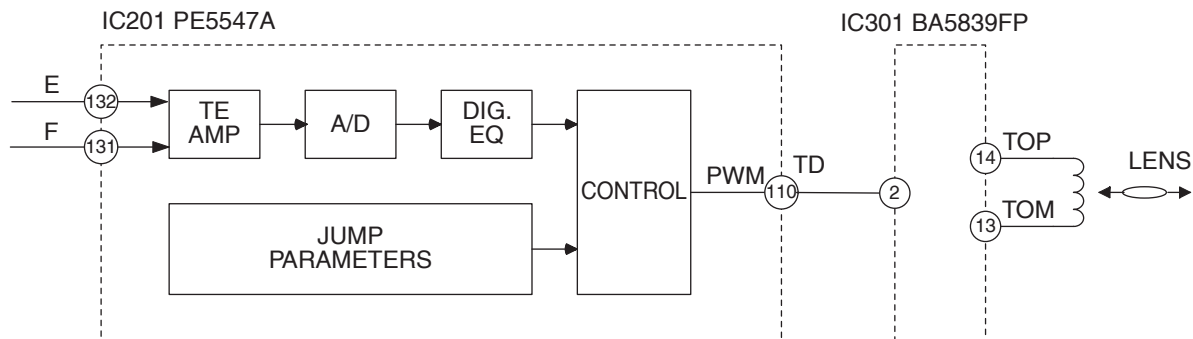 IC201 PE5547A
IC301 BA5839FP
E
132
F
131
TE
AMP
A/D
DIG.
EQ
CONTROL
PWM
110
TD
2
14
TOP
13
TOM
LENS
JUMP
PARAMETERS